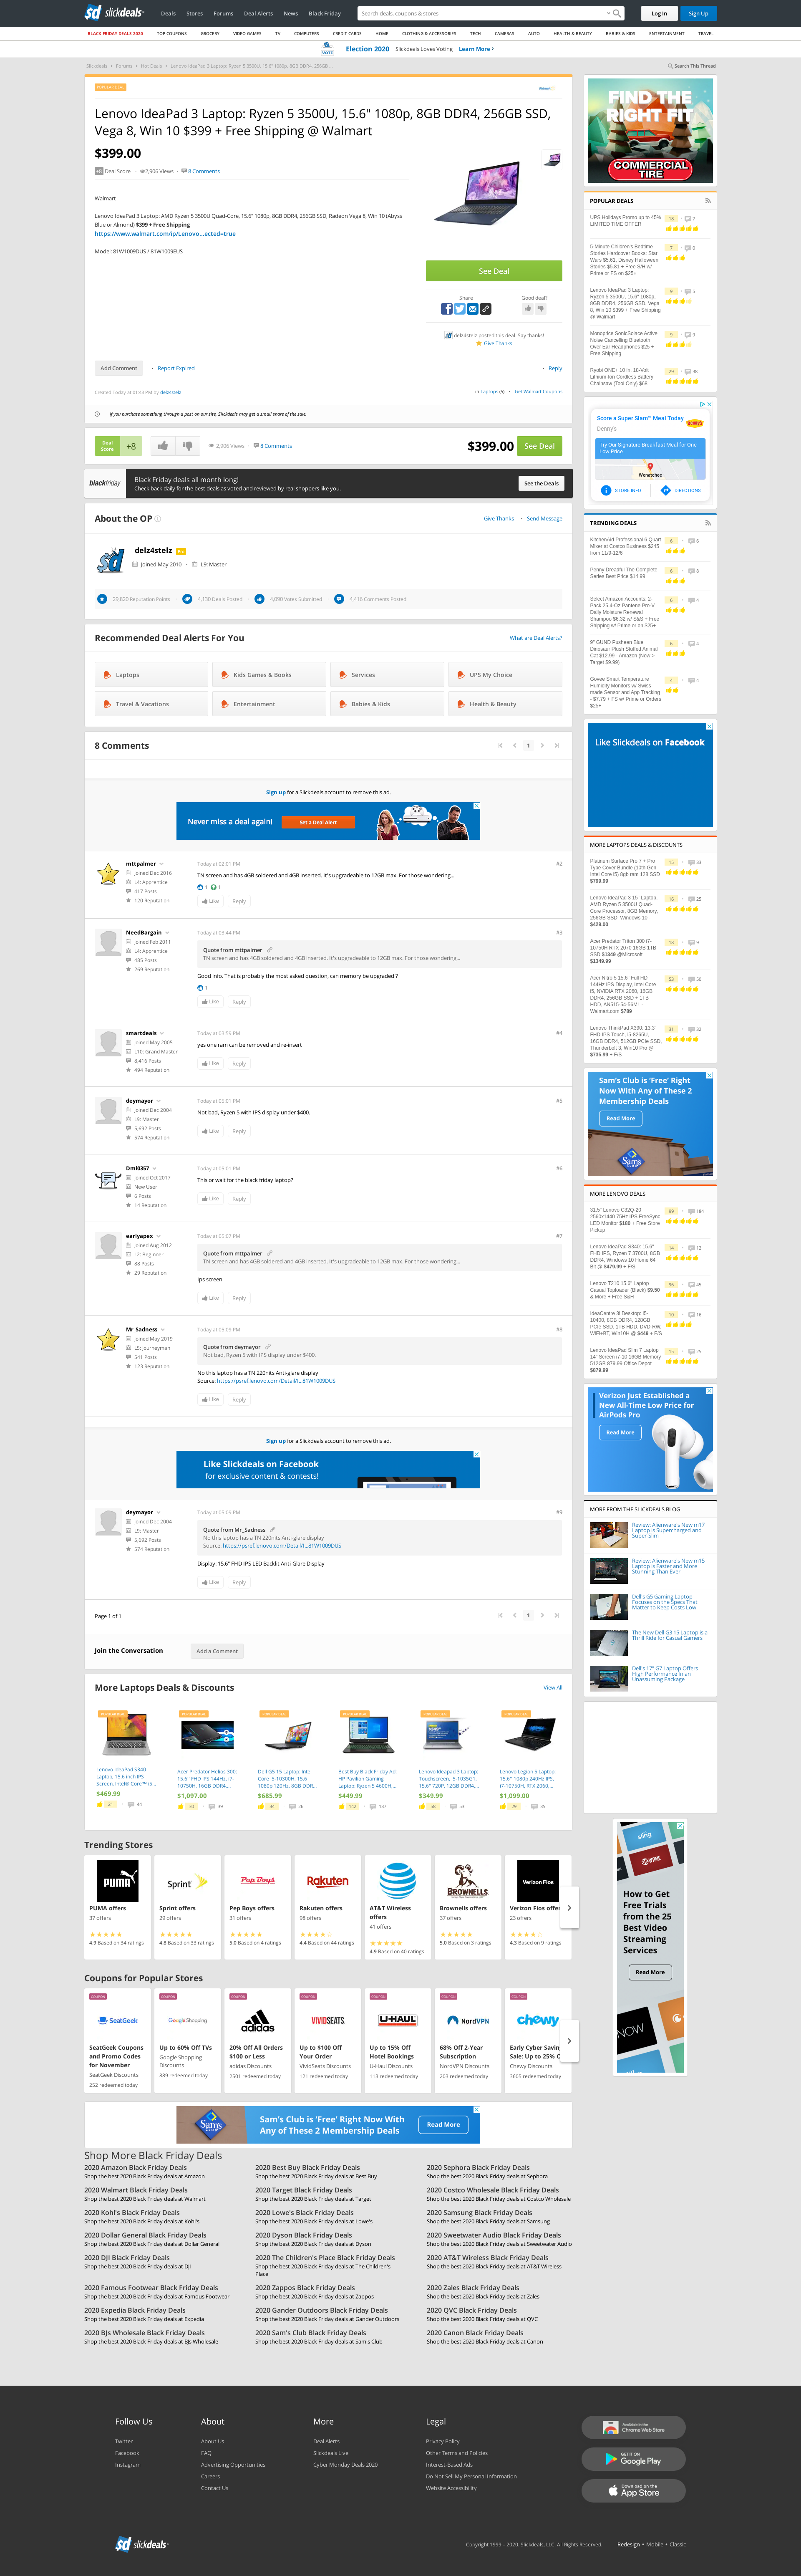 slickdeals
Deals Stores Forums Deal Alerts News Black Friday
Search deals, coupons & stores
Log In Sign Up
BLACK FRIDAY DEALS 2020 TOP COUPONS GROCERY VIDEO GAMES TV COMPUTERS CREDIT CARDS HOME CLOTHING & ACCESSORIES TECH CAMERAS AUTO HEALTH & BEAUTY BABIES & KIDS ENTERTAINMENT TRAVEL
VOTE Election 2020 Slickdeals Loves Voting Learn More
Slickdeals Forums Hot Deals Lenovo IdeaPad 3 Laptop: Ryzen 5 3500U, 15.6" 1080p, 8GB DDR4, 256GB ...
Search This Thread
Lenovo IdeaPad 3 Laptop: Ryzen 5 3500U, 15.6" 1080p, 8GB DDR4, 256GB SSD,
Vega 8, Win 10 $399 + Free Shipping @ Walmart
$399.00
+8 Deal Score 2,906 Views 8 Comments
Walmart
Lenovo IdeaPad 3 Laptop: AMD Ryzen 5 3500U Quad-Core, 15.6" 1080p, 8GB DDR4, 256GB SSD, Radeon Vega 8, Win 10 (Abyss
Blue or Almond) $399 + Free Shipping
https://www.walmart.com/ip/Lenovo...ected=true
Model: 81W1009DUS / 81W1009EUS
See Deal
Share Good deal?
delz4stelz posted this deal. Say thanks!
Give Thanks
Add Comment Report Expired Reply
Created Today at 01:43 PM by delz4stelz
in Laptops (5) Get Walmart Coupons
If you purchase something through a post on our site, Slickdeals may get a small share of the sale.
Deal Score +8 2,906 Views 8 Comments $399.00 See Deal
blackfriday
Black Friday deals all month long!
Check back daily for the best deals as voted and reviewed by real shoppers like you.
See the Deals
About the OP
Give Thanks Send Message
delz4stelz Pro
Joined May 2010 L9: Master
29,820 Reputation Points 4,130 Deals Posted 4,090 Votes Submitted 4,416 Comments Posted
Recommended Deal Alerts For You
What are Deal Alerts?
Laptops Kids Games & Books Services UPS My Choice
Travel & Vacations Entertainment Babies & Kids Health & Beauty
8 Comments
1
Sign up for a Slickdeals account to remove this ad.
Never miss a deal again! Set a Deal Alert
mttpalmer
Joined Dec 2016
L4: Apprentice
417 Posts
120 Reputation
Today at 02:01 PM #2
TN screen and has 4GB soldered and 4GB inserted. It's upgradeable to 12GB max. For those wondering...
1 1
Like Reply
NeedBargain
Joined Feb 2011
L4: Apprentice
485 Posts
269 Reputation
Today at 03:44 PM #3
Quote from mttpalmer
TN screen and has 4GB soldered and 4GB inserted. It's upgradeable to 12GB max. For those wondering...
Good info. That is probably the most asked question, can memory be upgraded ?
1
Like Reply
smartdeals
Joined May 2005
L10: Grand Master
8,416 Posts
494 Reputation
Today at 03:59 PM #4
yes one ram can be removed and re-insert
Like Reply
deymayor
Joined Dec 2004
L9: Master
5,692 Posts
574 Reputation
Today at 05:01 PM #5
Not bad, Ryzen 5 with IPS display under $400.
Like Reply
Dmi0357
Joined Oct 2017
New User
6 Posts
14 Reputation
Today at 05:01 PM #6
This or wait for the black friday laptop?
Like Reply
earlyapex
Joined Aug 2012
L2: Beginner
88 Posts
29 Reputation
Today at 05:07 PM #7
Quote from mttpalmer
TN screen and has 4GB soldered and 4GB inserted. It's upgradeable to 12GB max. For those wondering...
Ips screen
Like Reply
Mr_Sadness
Joined May 2019
L5: Journeyman
541 Posts
123 Reputation
Today at 05:09 PM #8
Quote from deymayor
Not bad, Ryzen 5 with IPS display under $400.
No this laptop has a TN 220nits Anti-glare display
Source: https://psref.lenovo.com/Detail/I...81W1009DUS
Like Reply
Sign up for a Slickdeals account to remove this ad.
Like Slickdeals on Facebook
for exclusive content & contests!
deymayor
Joined Dec 2004
L9: Master
5,692 Posts
574 Reputation
Today at 05:09 PM #9
Quote from Mr_Sadness
No this laptop has a TN 220nits Anti-glare display
Source: https://psref.lenovo.com/Detail/I...81W1009DUS
Display: 15.6" FHD IPS LED Backlit Anti-Glare Display
Like Reply
Page 1 of 1
1
Join the Conversation Add a Comment
More Laptops Deals & Discounts View All
Lenovo IdeaPad S340
Laptop, 15.6 inch IPS
Screen, Intel® Core™ i5...
$469.99
21 44
Acer Predator Helios 300:
15.6" FHD IPS 144Hz, i7-
10750H, 16GB DDR4,...
$1,097.00
30 39
Dell G5 15 Laptop: Intel
Core i5-10300H, 15.6
1080p 120Hz, 8GB DDR...
$685.99
34 26
Best Buy Black Friday Ad:
HP Pavilion Gaming
Laptop: Ryzen 5 4600H,...
$449.99
142 137
Lenovo Ideapad 3 Laptop:
Touchscreen, i5-1035G1,
15.6" 720P, 12GB DDR4,...
$349.99
58 53
Lenovo Legion 5 Laptop:
15.6" 1080p 240Hz IPS,
i7-10750H, RTX 2060,...
$1,099.00
29 35
Trending Stores
PUMA offers
37 offers
4.9 Based on 34 ratings
Sprint offers
29 offers
4.8 Based on 33 ratings
Pep Boys offers
31 offers
5.0 Based on 4 ratings
Rakuten offers
98 offers
4.4 Based on 44 ratings
AT&T Wireless
offers
41 offers
4.9 Based on 40 ratings
Brownells offers
37 offers
5.0 Based on 3 ratings
Verizon Fios offer
23 offers
4.3 Based on 9 ratings
Coupons for Popular Stores
SeatGeek Coupons
and Promo Codes
for November
SeatGeek Discounts
252 redeemed today
Up to 60% Off TVs
Google Shopping
Discounts
889 redeemed today
20% Off All Orders
$100 or Less
adidas Discounts
2501 redeemed today
Up to $100 Off
Your Order
VividSeats Discounts
121 redeemed today
Up to 15% Off
Hotel Bookings
U-Haul Discounts
113 redeemed today
68% Off 2-Year
Subscription
NordVPN Discounts
203 redeemed today
Early Cyber Saving
Sale: Up to 25% O
Chewy Discounts
3605 redeemed today
Sam's Club is 'Free' Right Now With
Any of These 2 Membership Deals
Read More
Shop More Black Friday Deals
2020 Amazon Black Friday Deals
Shop the best 2020 Black Friday deals at Amazon
2020 Best Buy Black Friday Deals
Shop the best 2020 Black Friday deals at Best Buy
2020 Sephora Black Friday Deals
Shop the best 2020 Black Friday deals at Sephora
2020 Walmart Black Friday Deals
Shop the best 2020 Black Friday deals at Walmart
2020 Target Black Friday Deals
Shop the best 2020 Black Friday deals at Target
2020 Costco Wholesale Black Friday Deals
Shop the best 2020 Black Friday deals at Costco Wholesale
2020 Kohl's Black Friday Deals
Shop the best 2020 Black Friday deals at Kohl's
2020 Lowe's Black Friday Deals
Shop the best 2020 Black Friday deals at Lowe's
2020 Samsung Black Friday Deals
Shop the best 2020 Black Friday deals at Samsung
2020 Dollar General Black Friday Deals
Shop the best 2020 Black Friday deals at Dollar General
2020 Dyson Black Friday Deals
Shop the best 2020 Black Friday deals at Dyson
2020 Sweetwater Audio Black Friday Deals
Shop the best 2020 Black Friday deals at Sweetwater Audio
2020 DJI Black Friday Deals
Shop the best 2020 Black Friday deals at DJI
2020 The Children's Place Black Friday Deals
Shop the best 2020 Black Friday deals at The Children's
Place
2020 AT&T Wireless Black Friday Deals
Shop the best 2020 Black Friday deals at AT&T Wireless
2020 Famous Footwear Black Friday Deals
Shop the best 2020 Black Friday deals at Famous Footwear
2020 Zappos Black Friday Deals
Shop the best 2020 Black Friday deals at Zappos
2020 Zales Black Friday Deals
Shop the best 2020 Black Friday deals at Zales
2020 Expedia Black Friday Deals
Shop the best 2020 Black Friday deals at Expedia
2020 Gander Outdoors Black Friday Deals
Shop the best 2020 Black Friday deals at Gander Outdoors
2020 QVC Black Friday Deals
Shop the best 2020 Black Friday deals at QVC
2020 BJs Wholesale Black Friday Deals
Shop the best 2020 Black Friday deals at BJs Wholesale
2020 Sam's Club Black Friday Deals
Shop the best 2020 Black Friday deals at Sam's Club
2020 Canon Black Friday Deals
Shop the best 2020 Black Friday deals at Canon
FIND THE
RIGHT FIT
COMMERCIAL
TIRE
POPULAR DEALS
UPS Holidays Promo up to 45%
LIMITED TIME OFFER
18 7
5-Minute Children's Bedtime
Stories Hardcover Books: Star
Wars $5.61, Disney Halloween
Stories $5.61 + Free S/H w/
Prime or FS on $25+
7 0
Lenovo IdeaPad 3 Laptop:
Ryzen 5 3500U, 15.6" 1080p,
8GB DDR4, 256GB SSD, Vega
8, Win 10 $399 + Free Shipping
@ Walmart
Monoprice SonicSolace Active
Noise Cancelling Bluetooth
Over Ear Headphones $25 +
Free Shipping
Ryobi ONE+ 10 in. 18-Volt
Lithium-Ion Cordless Battery
Chainsaw (Tool Only) $68
29 38
Score a Super Slam™ Meal Today
Denny's
Try Our Signature Breakfast Meal for One
Low Price
Wenatchee
STORE INFO DIRECTIONS
TRENDING DEALS
KitchenAid Professional 6 Quart
Mixer at Costco Business $245
from 11/9-12/6
Penny Dreadful The Complete
Series Best Price $14.99
Select Amazon Accounts: 2-
Pack 25.4-Oz Pantene Pro-V
Daily Moisture Renewal
Shampoo $6.32 w/ S&S + Free
Shipping w/ Prime or on $25+
9" GUND Pusheen Blue
Dinosaur Plush Stuffed Animal
Cat $12.99 - Amazon (Now >
Target $9.99)
Govee Smart Temperature
Humidity Monitors w/ Swiss-
made Sensor and App Tracking
- $7.79 + FS w/ Prime or Orders
$25+
Like Slickdeals on Facebook
MORE LAPTOPS DEALS & DISCOUNTS
Platinum Surface Pro 7 + Pro
Type Cover Bundle (10th Gen
Intel Core i5) 8gb ram 128 SSD
$799.99
15 33
Lenovo IdeaPad 3 15" Laptop,
AMD Ryzen 5 3500U Quad-
Core Processor, 8GB Memory,
256GB SSD, Windows 10 -
$429.00
16 25
Acer Predator Triton 300 i7-
10750H RTX 2070 16GB 1TB
SSD $1349 @Microsoft
$1349.99
18 9
Acer Nitro 5 15.6" Full HD
144Hz IPS Display, Intel Core
i5, NVIDIA RTX 2060, 16GB
DDR4, 256GB SSD + 1TB
HDD, AN515-54-56ML -
Walmart.com $789
53 50
Lenovo ThinkPad X390: 13.3"
FHD IPS Touch, i5-8265U,
16GB DDR4, 512GB PCIe SSD,
Thunderbolt 3, Win10 Pro @
$735.99 + F/S
31 32
Sam's Club is 'Free' Right
Now With Any of These 2
Membership Deals
Read More
MORE LENOVO DEALS
31.5" Lenovo C32Q-20
2560x1440 75Hz IPS FreeSync
LED Monitor $180 + Free Store
Pickup
99 184
Lenovo IdeaPad S340: 15.6"
FHD IPS, Ryzen 7 3700U, 8GB
DDR4, Windows 10 Home 64
Bit @ $479.99 + F/S
14 12
Lenovo T210 15.6" Laptop
Casual Toploader (Black) $9.50
& More + Free S&H
IdeaCentre 3i Desktop: i5-
10400, 8GB DDR4, 128GB
PCIe SSD, 1TB HDD, DVD-RW,
WiFi+BT, Win10H @ $449 + F/S
10 16
Lenovo IdeaPad Slim 7 Laptop
14" Screen i7-10 16GB Memory
512GB 879.99 Office Depot
$879.99
15 25
Verizon Just Established a
New All-Time Low Price for
AirPods Pro
Read More
MORE FROM THE SLICKDEALS BLOG
Review: Alienware's New m17
Laptop is Supercharged and
Super-Slim
Review: Alienware's New m15
Laptop is Faster and More
Stunning Than Ever
Dell's G5 Gaming Laptop
Focuses on the Specs That
Matter to Keep Costs Low
The New Dell G3 15 Laptop is a
Thrill Ride for Casual Gamers
Dell's 17" G7 Laptop Offers
High Performance In an
Unassuming Package
sling
SHOWTIME
How to Get
Free Trials
from the 25
Best Video
Streaming
Services
Read More
NOW
Follow Us
Twitter
Facebook
Instagram
About
About Us
FAQ
Advertising Opportunities
Careers
Contact Us
More
Deal Alerts
Slickdeals Live
Cyber Monday Deals 2020
Legal
Privacy Policy
Other Terms and Policies
Interest-Based Ads
Do Not Sell My Personal Information
Website Accessibility
Available in the
Chrome Web Store
GET IT ON
Google Play
Download on the
App Store
slickdeals
Copyright 1999 - 2020. Slickdeals, LLC. All Rights Reserved. Redesign • Mobile • Classic